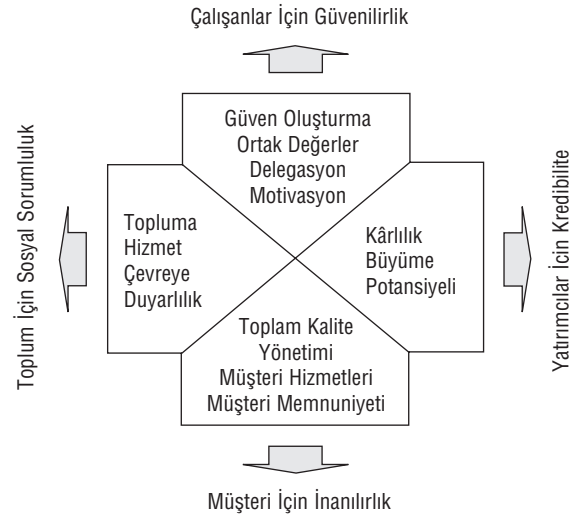 Çalışanlar İçin Güvenilirlik
Güven Oluşturma
Ortak Değerler
Delegasyon
Motivasyon
Toplum İçin Sosyal Sorumluluk
Topluma
Hizmet
Çevreye
Duyarlılık
Kârlılık
Büyüme
Potansiyeli
Yatırımcılar İçin Kredibilite
Toplam Kalite
Yönetimi
Müşteri Hizmetleri
Müşteri Memnuniyeti
Müşteri İçin İnanılırlık